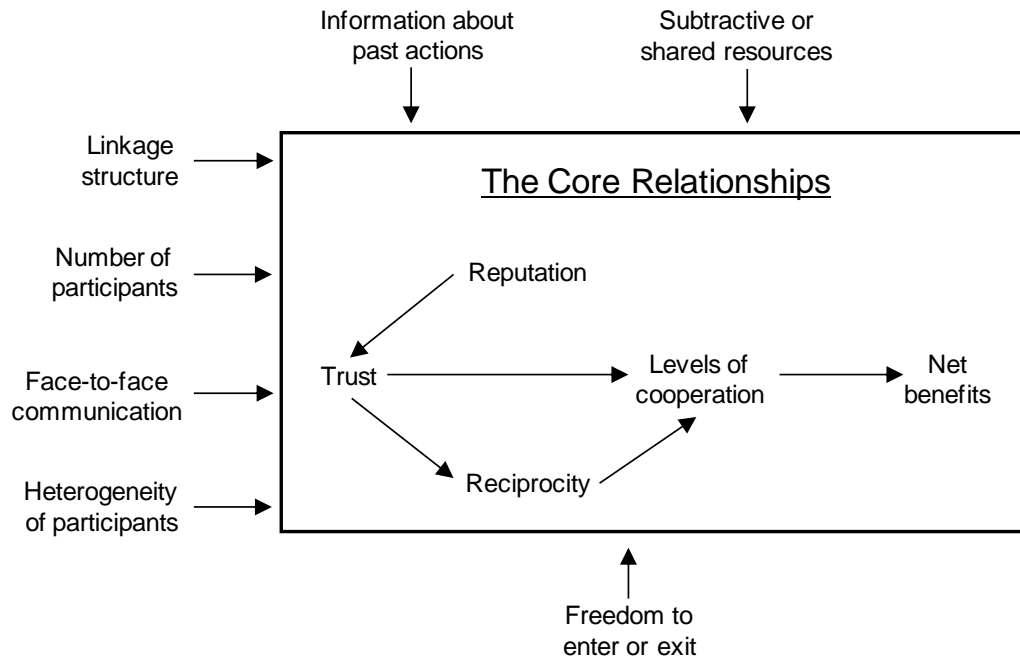 Information about
past actions
Subtractive or
shared resources
Linkage
structure
The Core Relationships
Number of
participants
Reputation
Face-to-face
communication
Trust
Levels of
cooperation
Net
benefits
Heterogeneity
of participants
Reciprocity
Freedom to
enter or exit